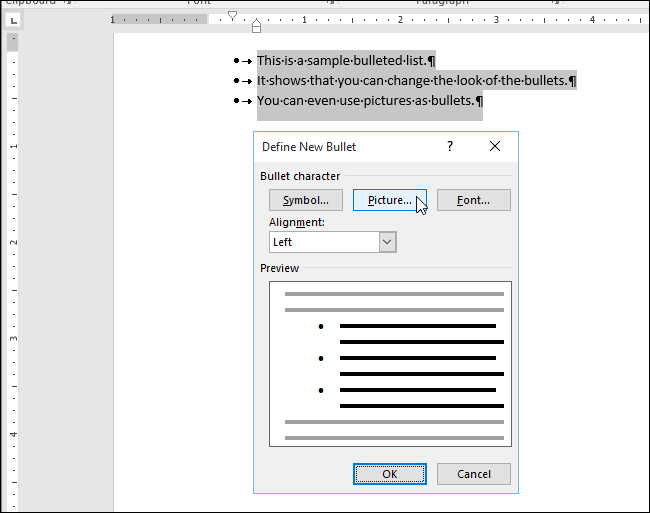 Clipboard Font Paragraph
1 1 2 3 4
This·is·a·sample·bulleted·list.¶
It·shows·that·you·can·change·the·look·of·the·bullets.¶
You·can·even·use·pictures·as·bullets.¶
Define New Bullet ?
Bullet character
Symbol... Picture... Font...
Alignment:
Left
Preview
OK Cancel
1
2
3
4